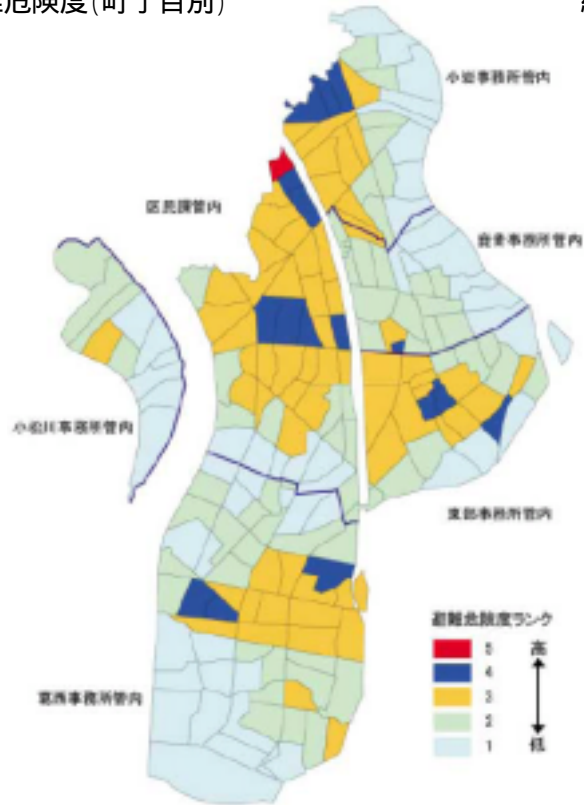 危険度(町丁目別)
小岩事務所管内
区民課管内
鹿骨事務所管内
小松川事務所管内
東部事務所管内
葛西事務所管内
避難危険度ランク
5 高
4
3
2
1 低